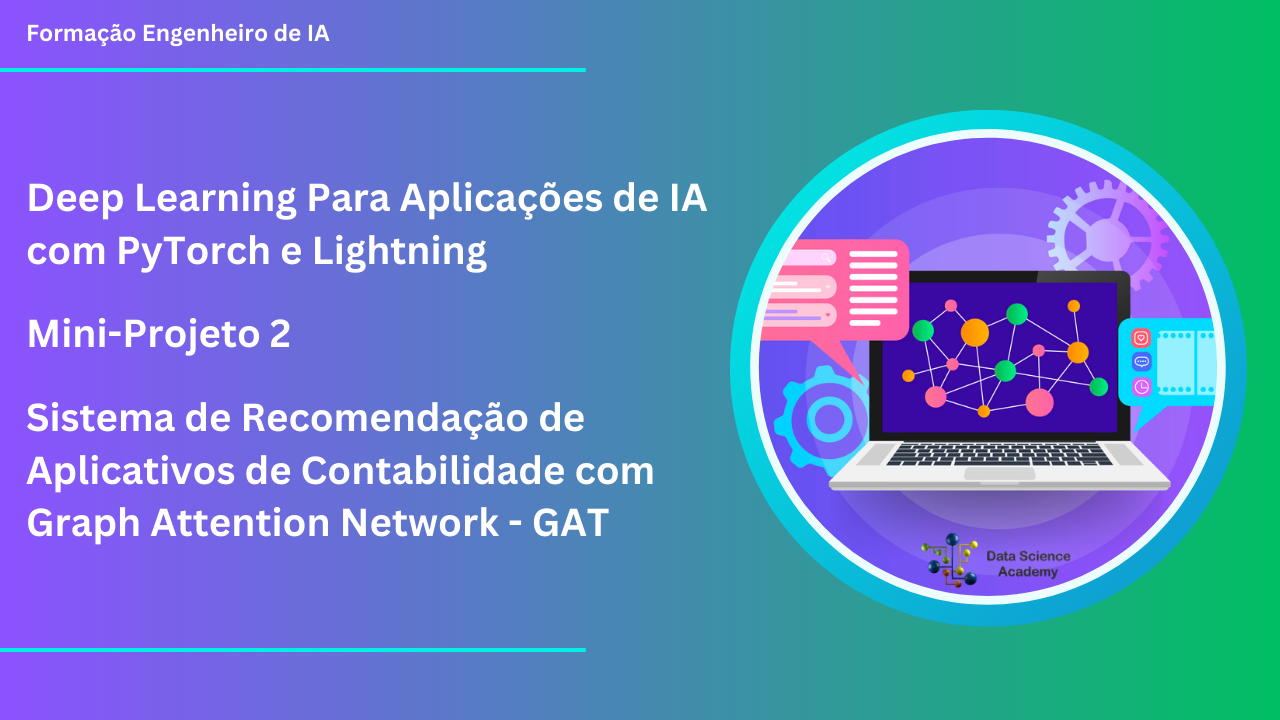 Formação Engenheiro de IA
Deep Learning Para Aplicações de IA
com PyTorch e Lightning
Mini-Projeto 2
Sistema de Recomendação de
Aplicativos de Contabilidade com
Graph Attention Network - GAT
Data Science
Academy